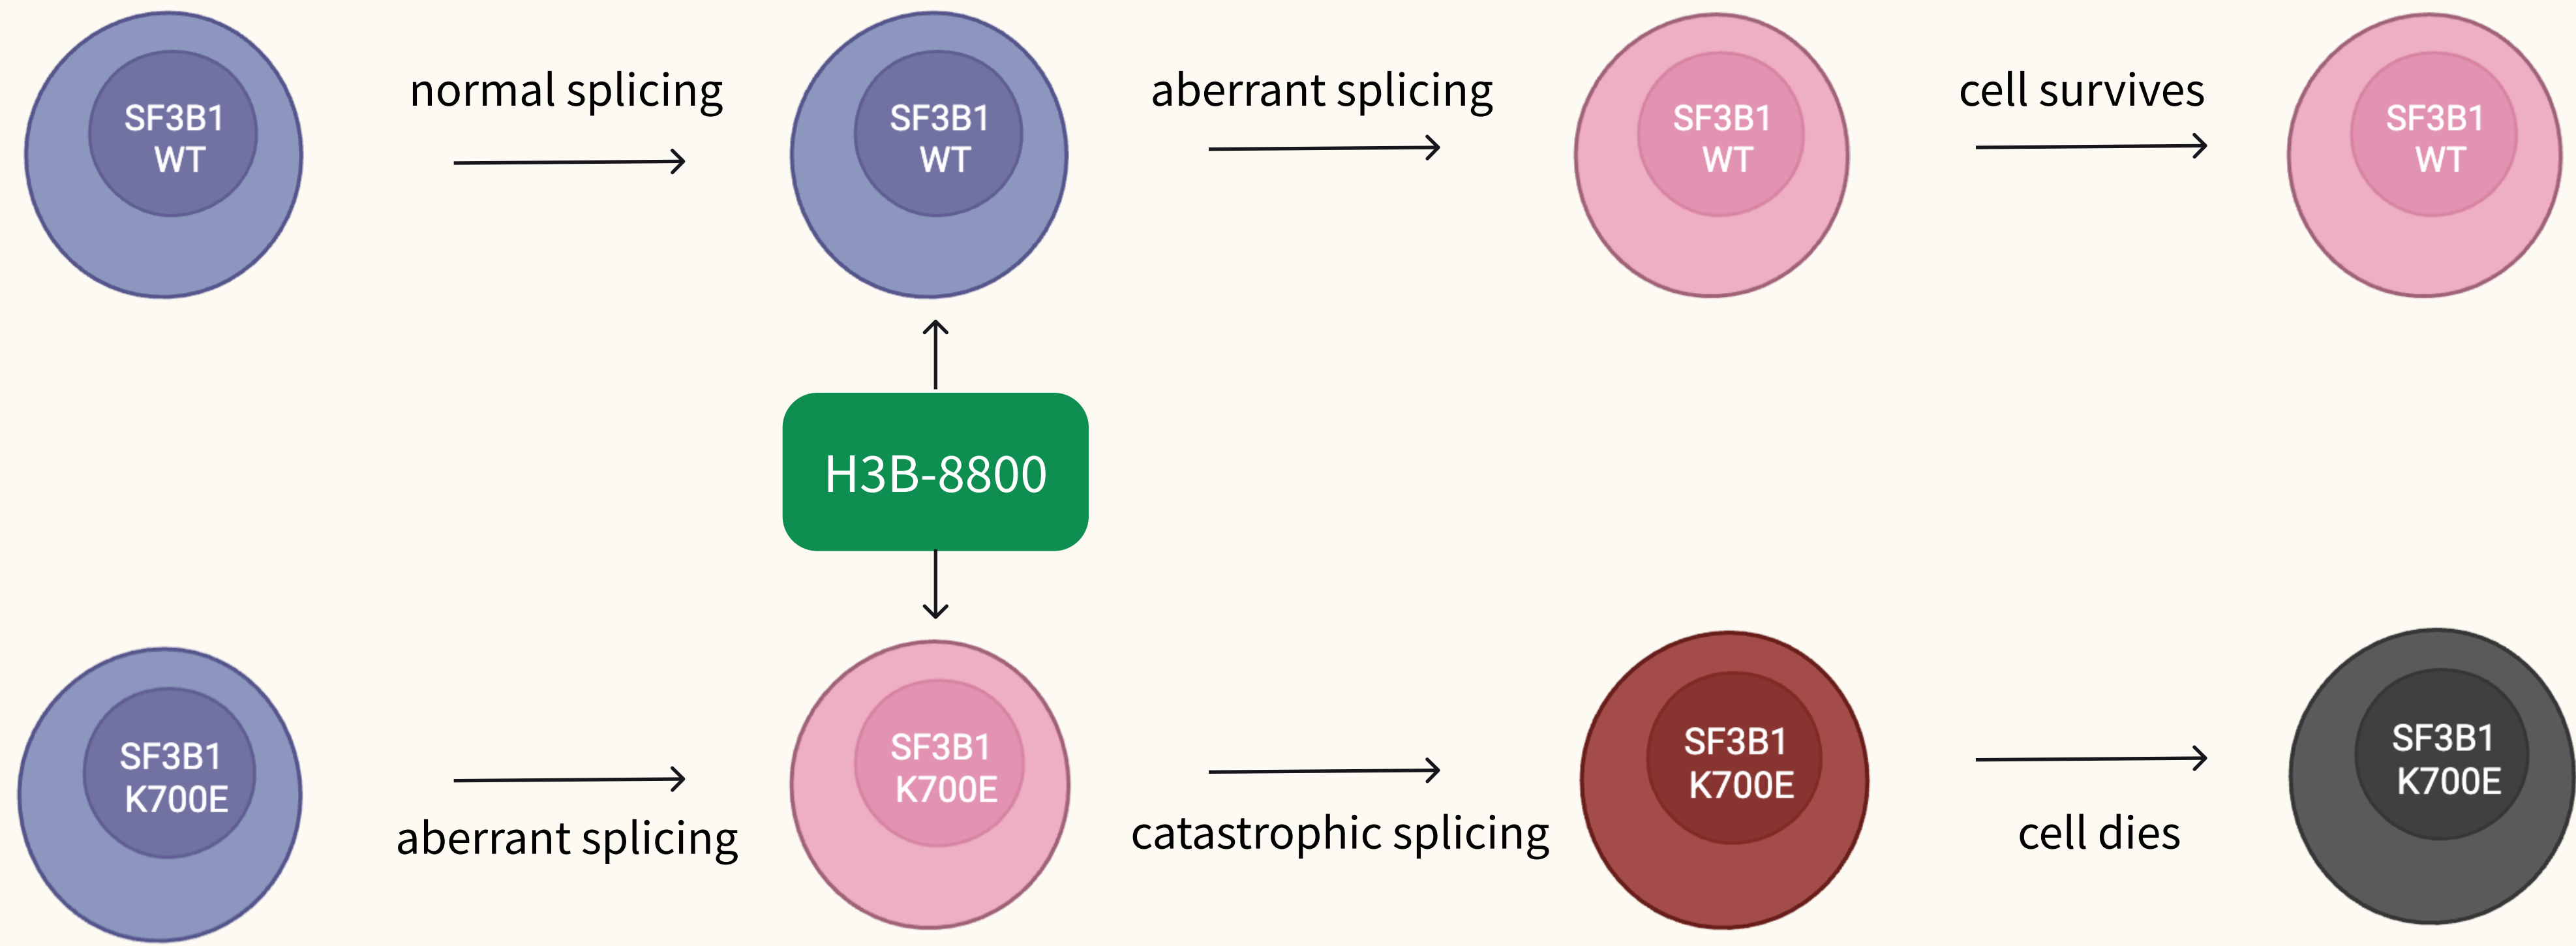 SF3B1
WT
normal splicing
SF3B1
WT
aberrant splicing
SF3B1
WT
cell survives
SF3B1
WT
H3B-8800
SF3B1
K700E
aberrant splicing
SF3B1
K700E
catastrophic splicing
SF3B1
K700E
cell dies
SF3B1
K700E